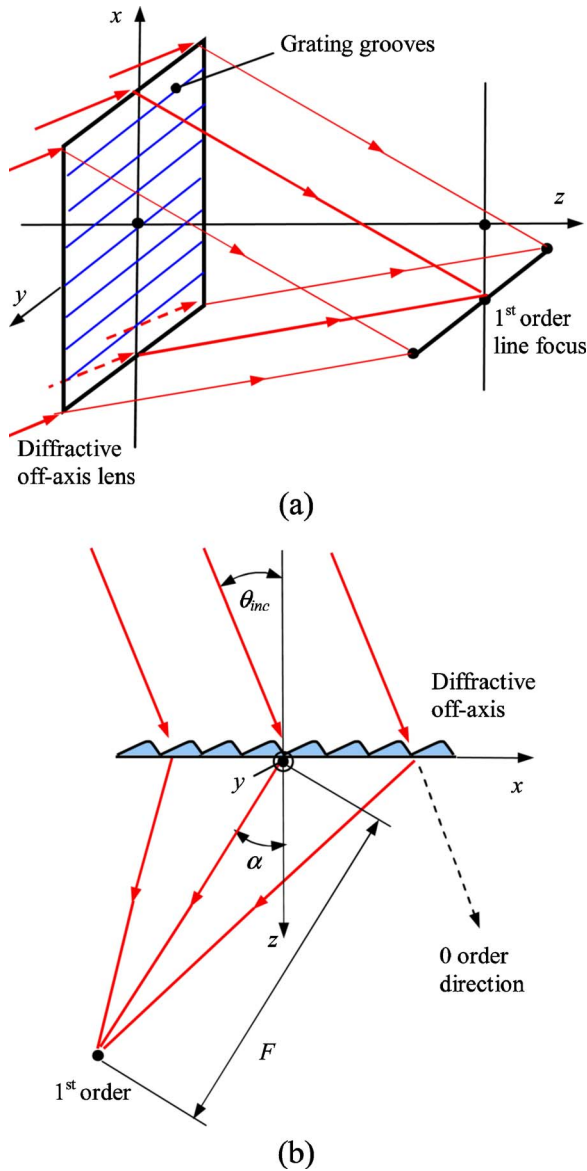 x
Grating grooves
z
y
1st order
line focus
Diffractive
off-axis lens
(a)
θinc
Diffractive
off-axis
y
x
α
z
0 order
direction
F
1st order
(b)